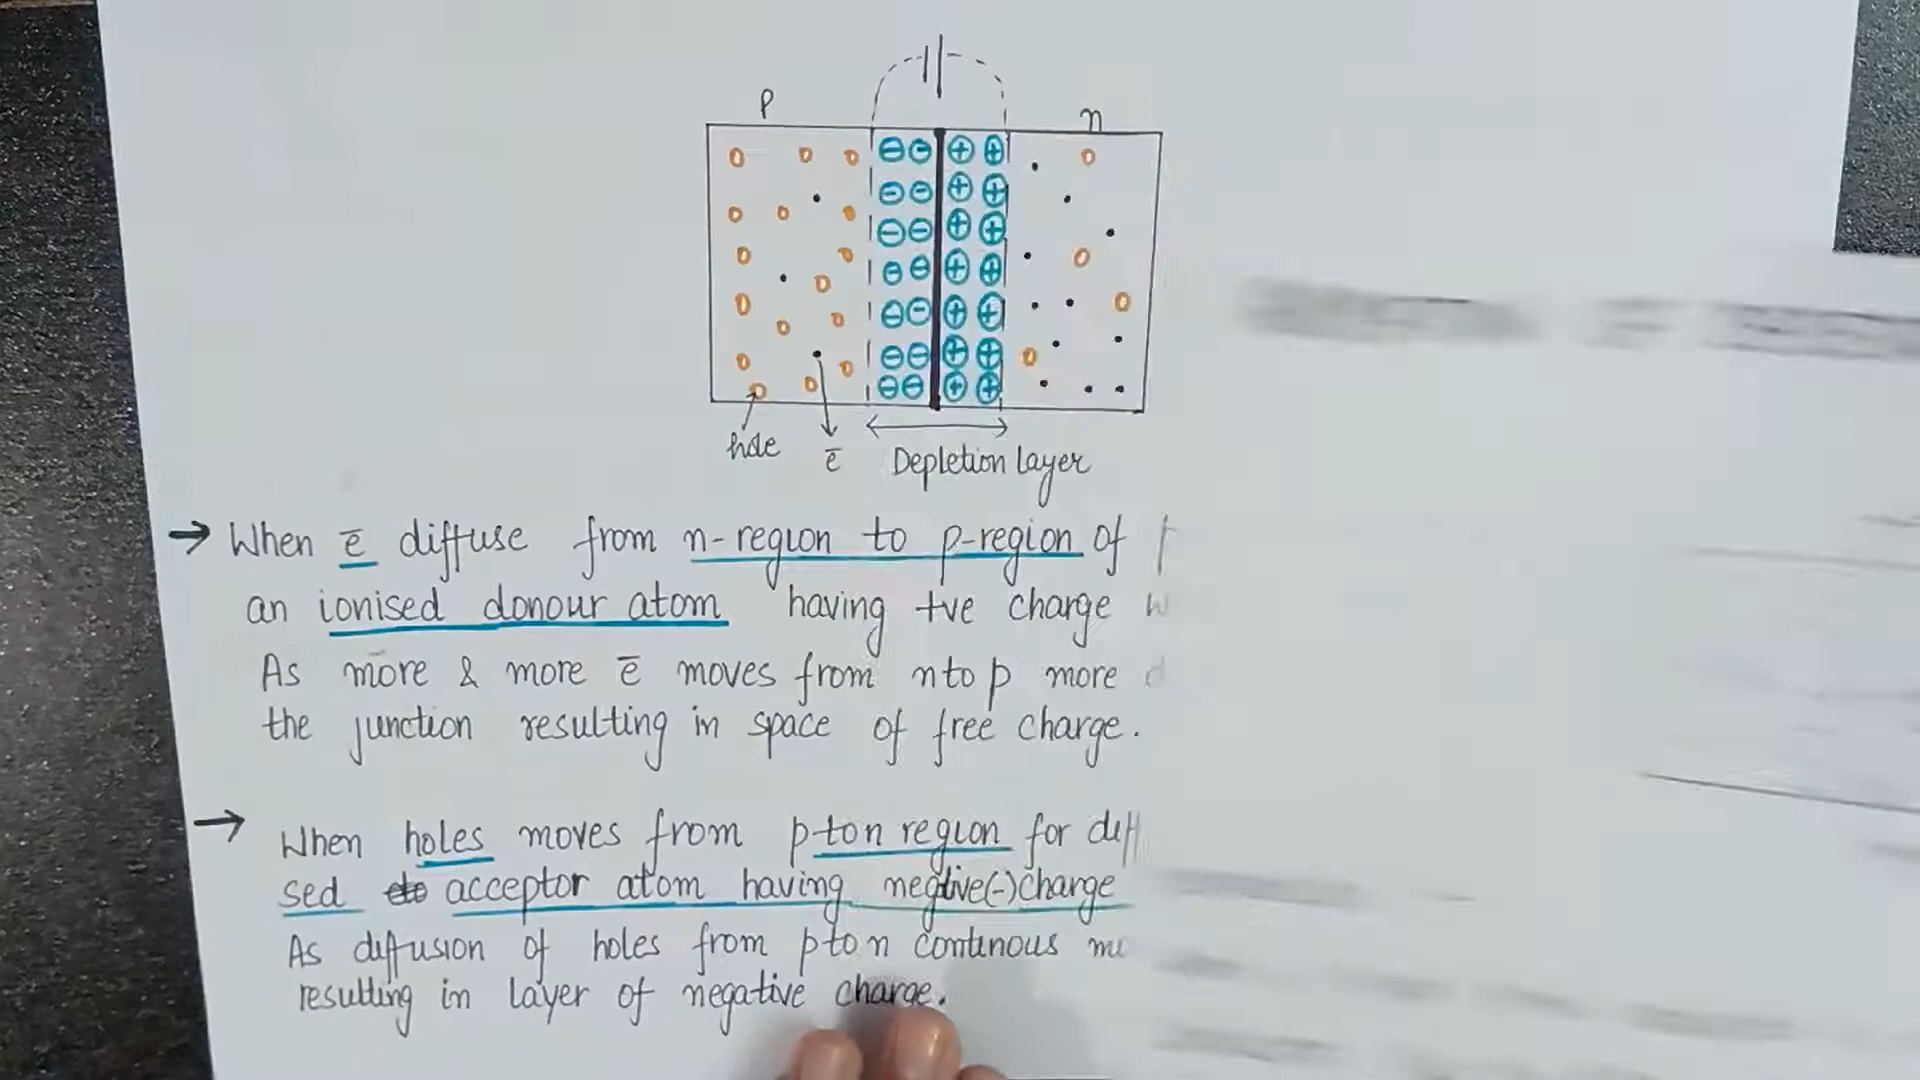 p
n
hole
ē
Depletion layer
→ When ē diffuse from n-region to p-region of
an ionised donour atom having +ve charge
As more & more ē moves from n to p more
the junction resulting in space of free charge.
→ When holes moves from p to n region for
sed acceptor atom having negtive(-) charge
As diffusion of holes from p to n continous
resulting in layer of negative charge.